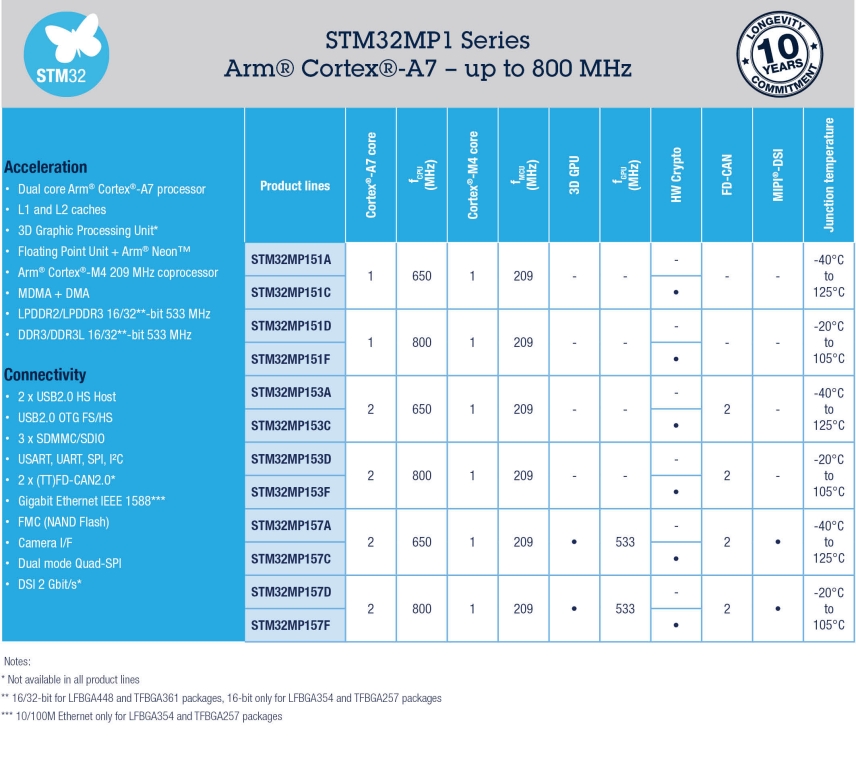 STM32
STM32MP1 Series
Arm® Cortex®-A7 – up to 800 MHz
LONGEVITY
10
YEARS
COMMITMENT
Acceleration
• Dual core Arm® Cortex®-A7 processor
• L1 and L2 caches
• 3D Graphic Processing Unit*
• Floating Point Unit + Arm® Neon™
• Arm® Cortex®-M4 209 MHz coprocessor
• MDMA + DMA
• LPDDR2/LPDDR3 16/32**-bit 533 MHz
• DDR3/DDR3L 16/32**-bit 533 MHz
Connectivity
• 2 x USB2.0 HS Host
• USB2.0 OTG FS/HS
• 3 x SDMMC/SDIO
• USART, UART, SPI, I²C
• 2 x (TT)FD-CAN2.0*
• Gigabit Ethernet IEEE 1588***
• FMC (NAND Flash)
• Camera I/F
• Dual mode Quad-SPI
• DSI 2 Gbit/s*
Product lines
Cortex®-A7 core
fCPU
(MHz)
Cortex®-M4 core
fMCU
(MHz)
3D GPU
fGPU
(MHz)
HW Crypto
FD-CAN
MIPI®-DSI
Junction temperature
STM32MP151A
STM32MP151C
1 650 1 209 - - - • - - -40°C
to
125°C
STM32MP151D
STM32MP151F
1 800 1 209 - - - • - - -20°C
to
105°C
STM32MP153A
STM32MP153C
2 650 1 209 - - - • 2 - -40°C
to
125°C
STM32MP153D
STM32MP153F
2 800 1 209 - - - • 2 - -20°C
to
105°C
STM32MP157A
STM32MP157C
2 650 1 209 • 533 - • 2 • -40°C
to
125°C
STM32MP157D
STM32MP157F
2 800 1 209 • 533 - • 2 • -20°C
to
105°C
Notes:
* Not available in all product lines
** 16/32-bit for LFBGA448 and TFBGA361 packages, 16-bit only for LFBGA354 and TFBGA257 packages
*** 10/100M Ethernet only for LFBGA354 and TFBGA257 packages